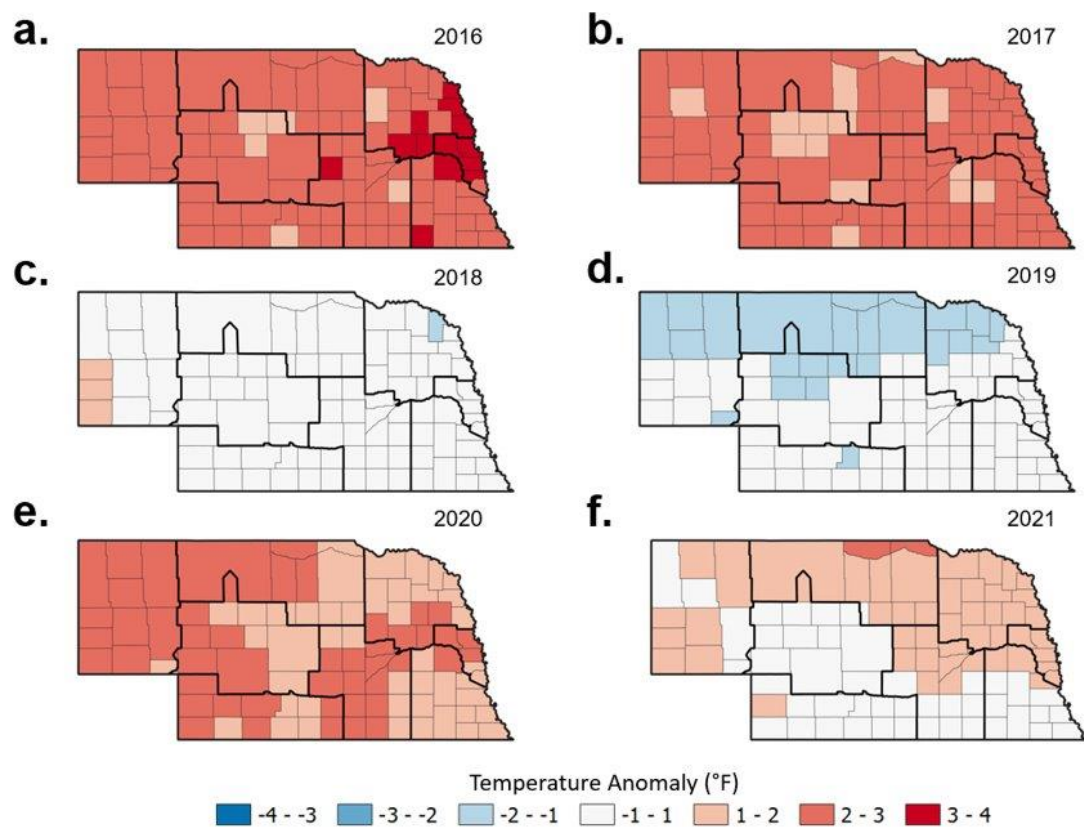 a.
2016
b.
2017
c.
2018
d.
2019
e.
2020
f.
2021
Temperature Anomaly (°F)
-4 - -3
-3 - -2
-2 - -1
-1 - 1
1 - 2
2 - 3
3 - 4